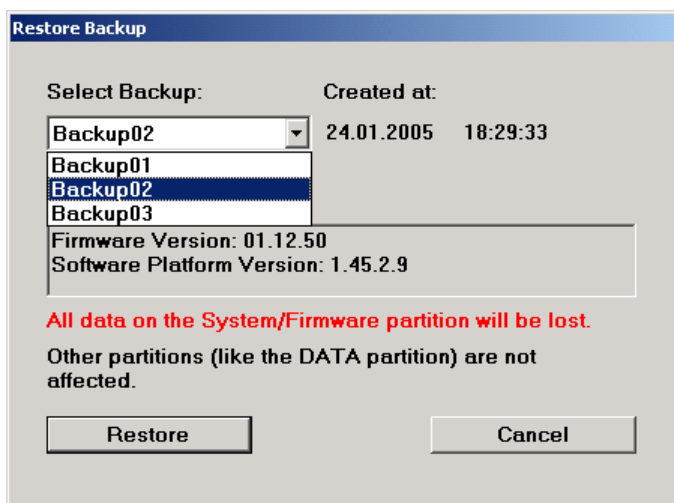 Restore Backup
Select Backup: Created at:
Backup02 24.01.2005 18:29:33
Backup01
Backup02
Backup03
Firmware Version: 01.12.50
Software Platform Version: 1.45.2.9
All data on the System/Firmware partition will be lost.
Other partitions (like the DATA partition) are not
affected.
Restore Cancel